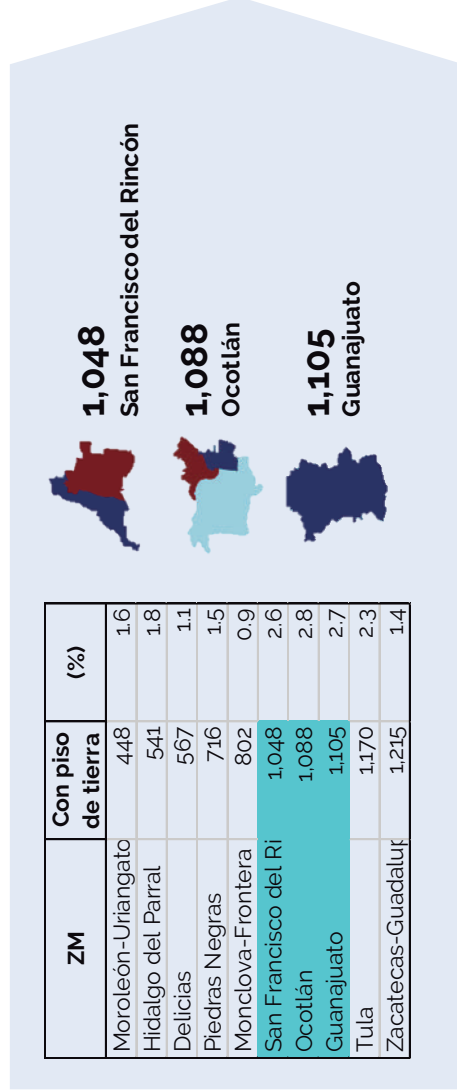 ZM Con piso de tierra (%)
Moroleón-Uriangato 448 1.6
Hidalgo del Parral 541 1.8
Delicias 567 1.1
Piedras Negras 716 1.5
Monclova-Frontera 802 0.9
San Francisco del Ri 1,048 2.6
Ocotlán 1,088 2.8
Guanajuato 1,105 2.7
Tula 1,170 2.3
Zacatecas-Guadalup 1,215 1.4
1,048
San Francisco del Rincón
1,088
Ocotlán
1,105
Guanajuato